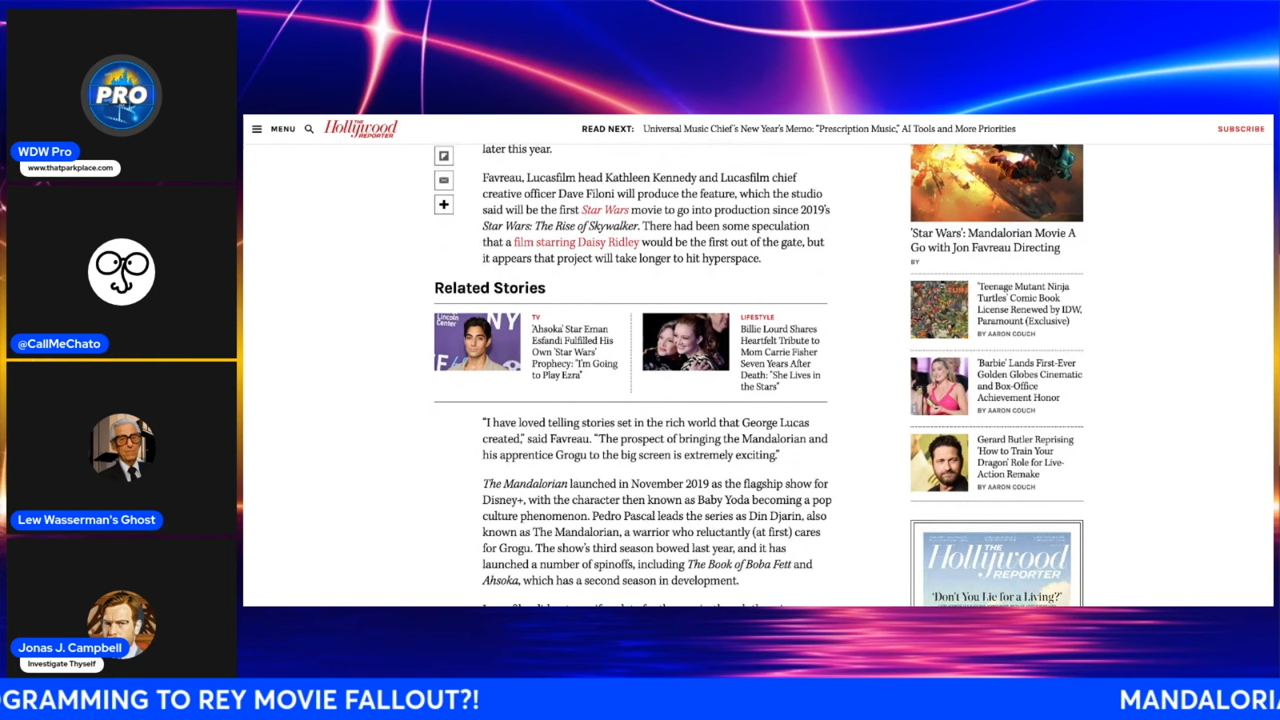 PRO
WDW Pro
www.thatparkplace.com
@CallMeChato
Lew Wasserman's Ghost
Jonas J. Campbell
Investigate Thyself
MENU
THE
Hollywood
REPORTER
READ NEXT: Universal Music Chief's New Year's Memo: "Prescription Music," AI Tools and More Priorities
SUBSCRIBE
later this year.
Favreau, Lucasfilm head Kathleen Kennedy and Lucasfilm chief
creative officer Dave Filoni will produce the feature, which the studio
said will be the first Star Wars movie to go into production since 2019's
Star Wars: The Rise of Skywalker. There had been some speculation
that a film starring Daisy Ridley would be the first out of the gate, but
it appears that project will take longer to hit hyperspace.
Related Stories
Lincoln
Center
NY
TV
'Ahsoka' Star Eman
Esfandi Fulfilled His
Own 'Star Wars'
Prophecy: "I'm Going
to Play Ezra"
LIFESTYLE
Billie Lourd Shares
Heartfelt Tribute to
Mom Carrie Fisher
Seven Years After
Death: "She Lives in
the Stars"
"I have loved telling stories set in the rich world that George Lucas
created," said Favreau. "The prospect of bringing the Mandalorian and
his apprentice Grogu to the big screen is extremely exciting."
The Mandalorian launched in November 2019 as the flagship show for
Disney+, with the character then known as Baby Yoda becoming a pop
culture phenomenon. Pedro Pascal leads the series as Din Djarin, also
known as The Mandalorian, a warrior who reluctantly (at first) cares
for Grogu. The show's third season bowed last year, and it has
launched a number of spinoffs, including The Book of Boba Fett and
Ahsoka, which has a second season in development.
'Star Wars': Mandalorian Movie A
Go with Jon Favreau Directing
BY
'Teenage Mutant Ninja
Turtles' Comic Book
License Renewed by IDW,
Paramount (Exclusive)
BY AARON COUCH
'Barbie' Lands First-Ever
Golden Globes Cinematic
and Box-Office
Achievement Honor
BY AARON COUCH
Gerard Butler Reprising
'How to Train Your
Dragon' Role for Live-
Action Remake
BY AARON COUCH
THE
Hollywood
REPORTER
'Don't You Lie for a Living?'
OGRAMMING TO REY MOVIE FALLOUT?!
MANDALORIA